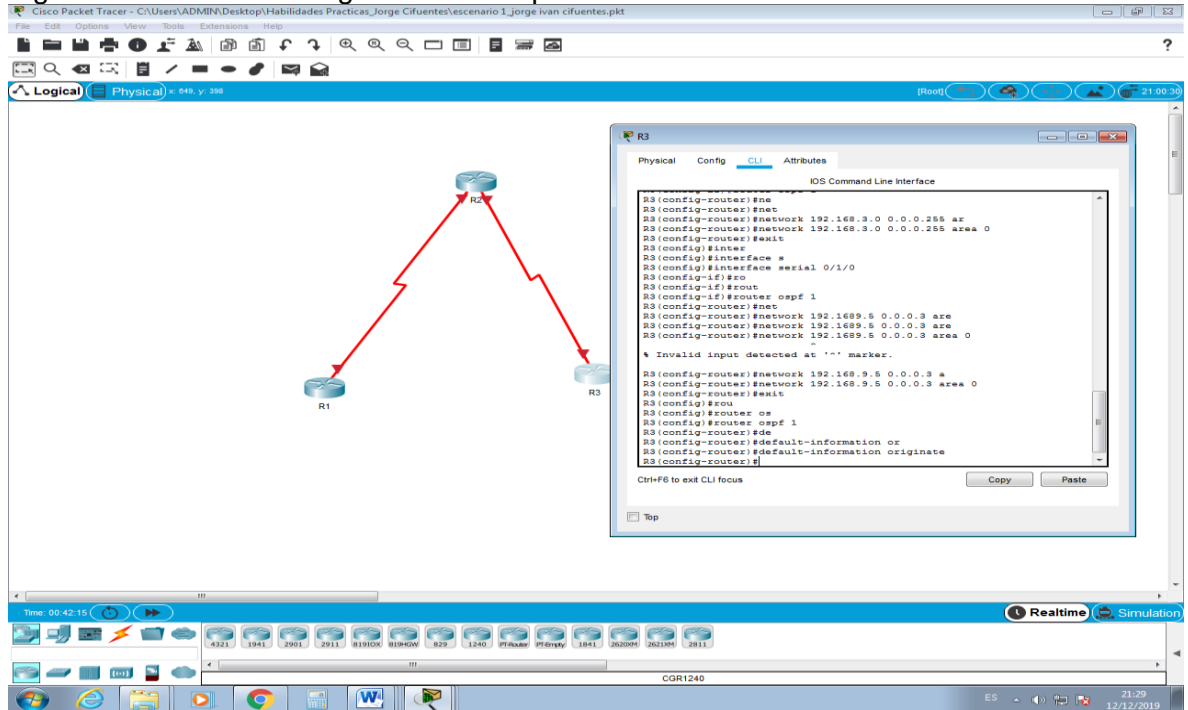 Cisco Packet Tracer - C:\Users\ADMIN\Desktop\Habilidades Practicas_Jorge Cifuentes\escenario 1_jorge ivan cifuentes.pkt
File Edit Options View Tools Extensions Help
?
Logical Physical x: 649, y: 398 [Root] 21:00:30
R2
R1
R3
R3
Physical Config CLI Attributes
IOS Command Line Interface
R3(config-router)#ne
R3(config-router)#net
R3(config-router)#network 192.168.3.0 0.0.0.255 ar
R3(config-router)#network 192.168.3.0 0.0.0.255 area 0
R3(config-router)#exit
R3(config)#inter
R3(config)#interface s
R3(config)#interface serial 0/1/0
R3(config-if)#ro
R3(config-if)#rout
R3(config-if)#router ospf 1
R3(config-router)#net
R3(config-router)#network 192.1689.5 0.0.0.3 are
R3(config-router)#network 192.1689.5 0.0.0.3 are
R3(config-router)#network 192.1689.5 0.0.0.3 area 0
^
% Invalid input detected at '^' marker.
R3(config-router)#network 192.168.9.5 0.0.0.3 a
R3(config-router)#network 192.168.9.5 0.0.0.3 area 0
R3(config-router)#exit
R3(config)#rou
R3(config)#router os
R3(config)#router ospf 1
R3(config-router)#de
R3(config-router)#default-information or
R3(config-router)#default-information originate
R3(config-router)#
Ctrl+F6 to exit CLI focus Copy Paste
Top
Time: 00:42:15 Realtime Simulation
4321 1941 2901 2911 819IOX 819HGW 829 1240 PT-Router PT-Empty 1841 2620XM 2621XM 2811
CGR1240
ES 21:29
12/12/2019